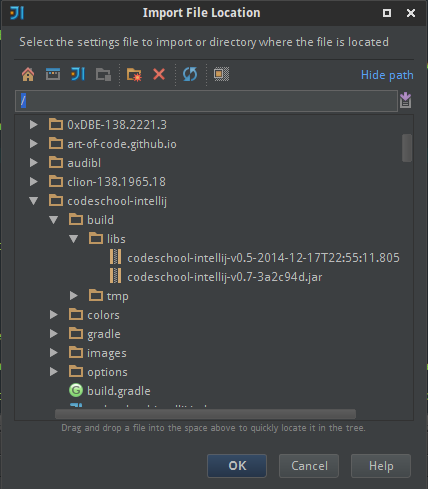 Import File Location
Select the settings file to import or directory where the file is located
Hide path
/
0xDBE-138.2221.3
art-of-code.github.io
audibl
clion-138.1965.18
codeschool-intellij
build
libs
codeschool-intellij-v0.5-2014-12-17T22:55:11.805
codeschool-intellij-v0.7-3a2c94d.jar
tmp
colors
gradle
images
options
build.gradle
Drag and drop a file into the space above to quickly locate it in the tree.
OK
Cancel
Help